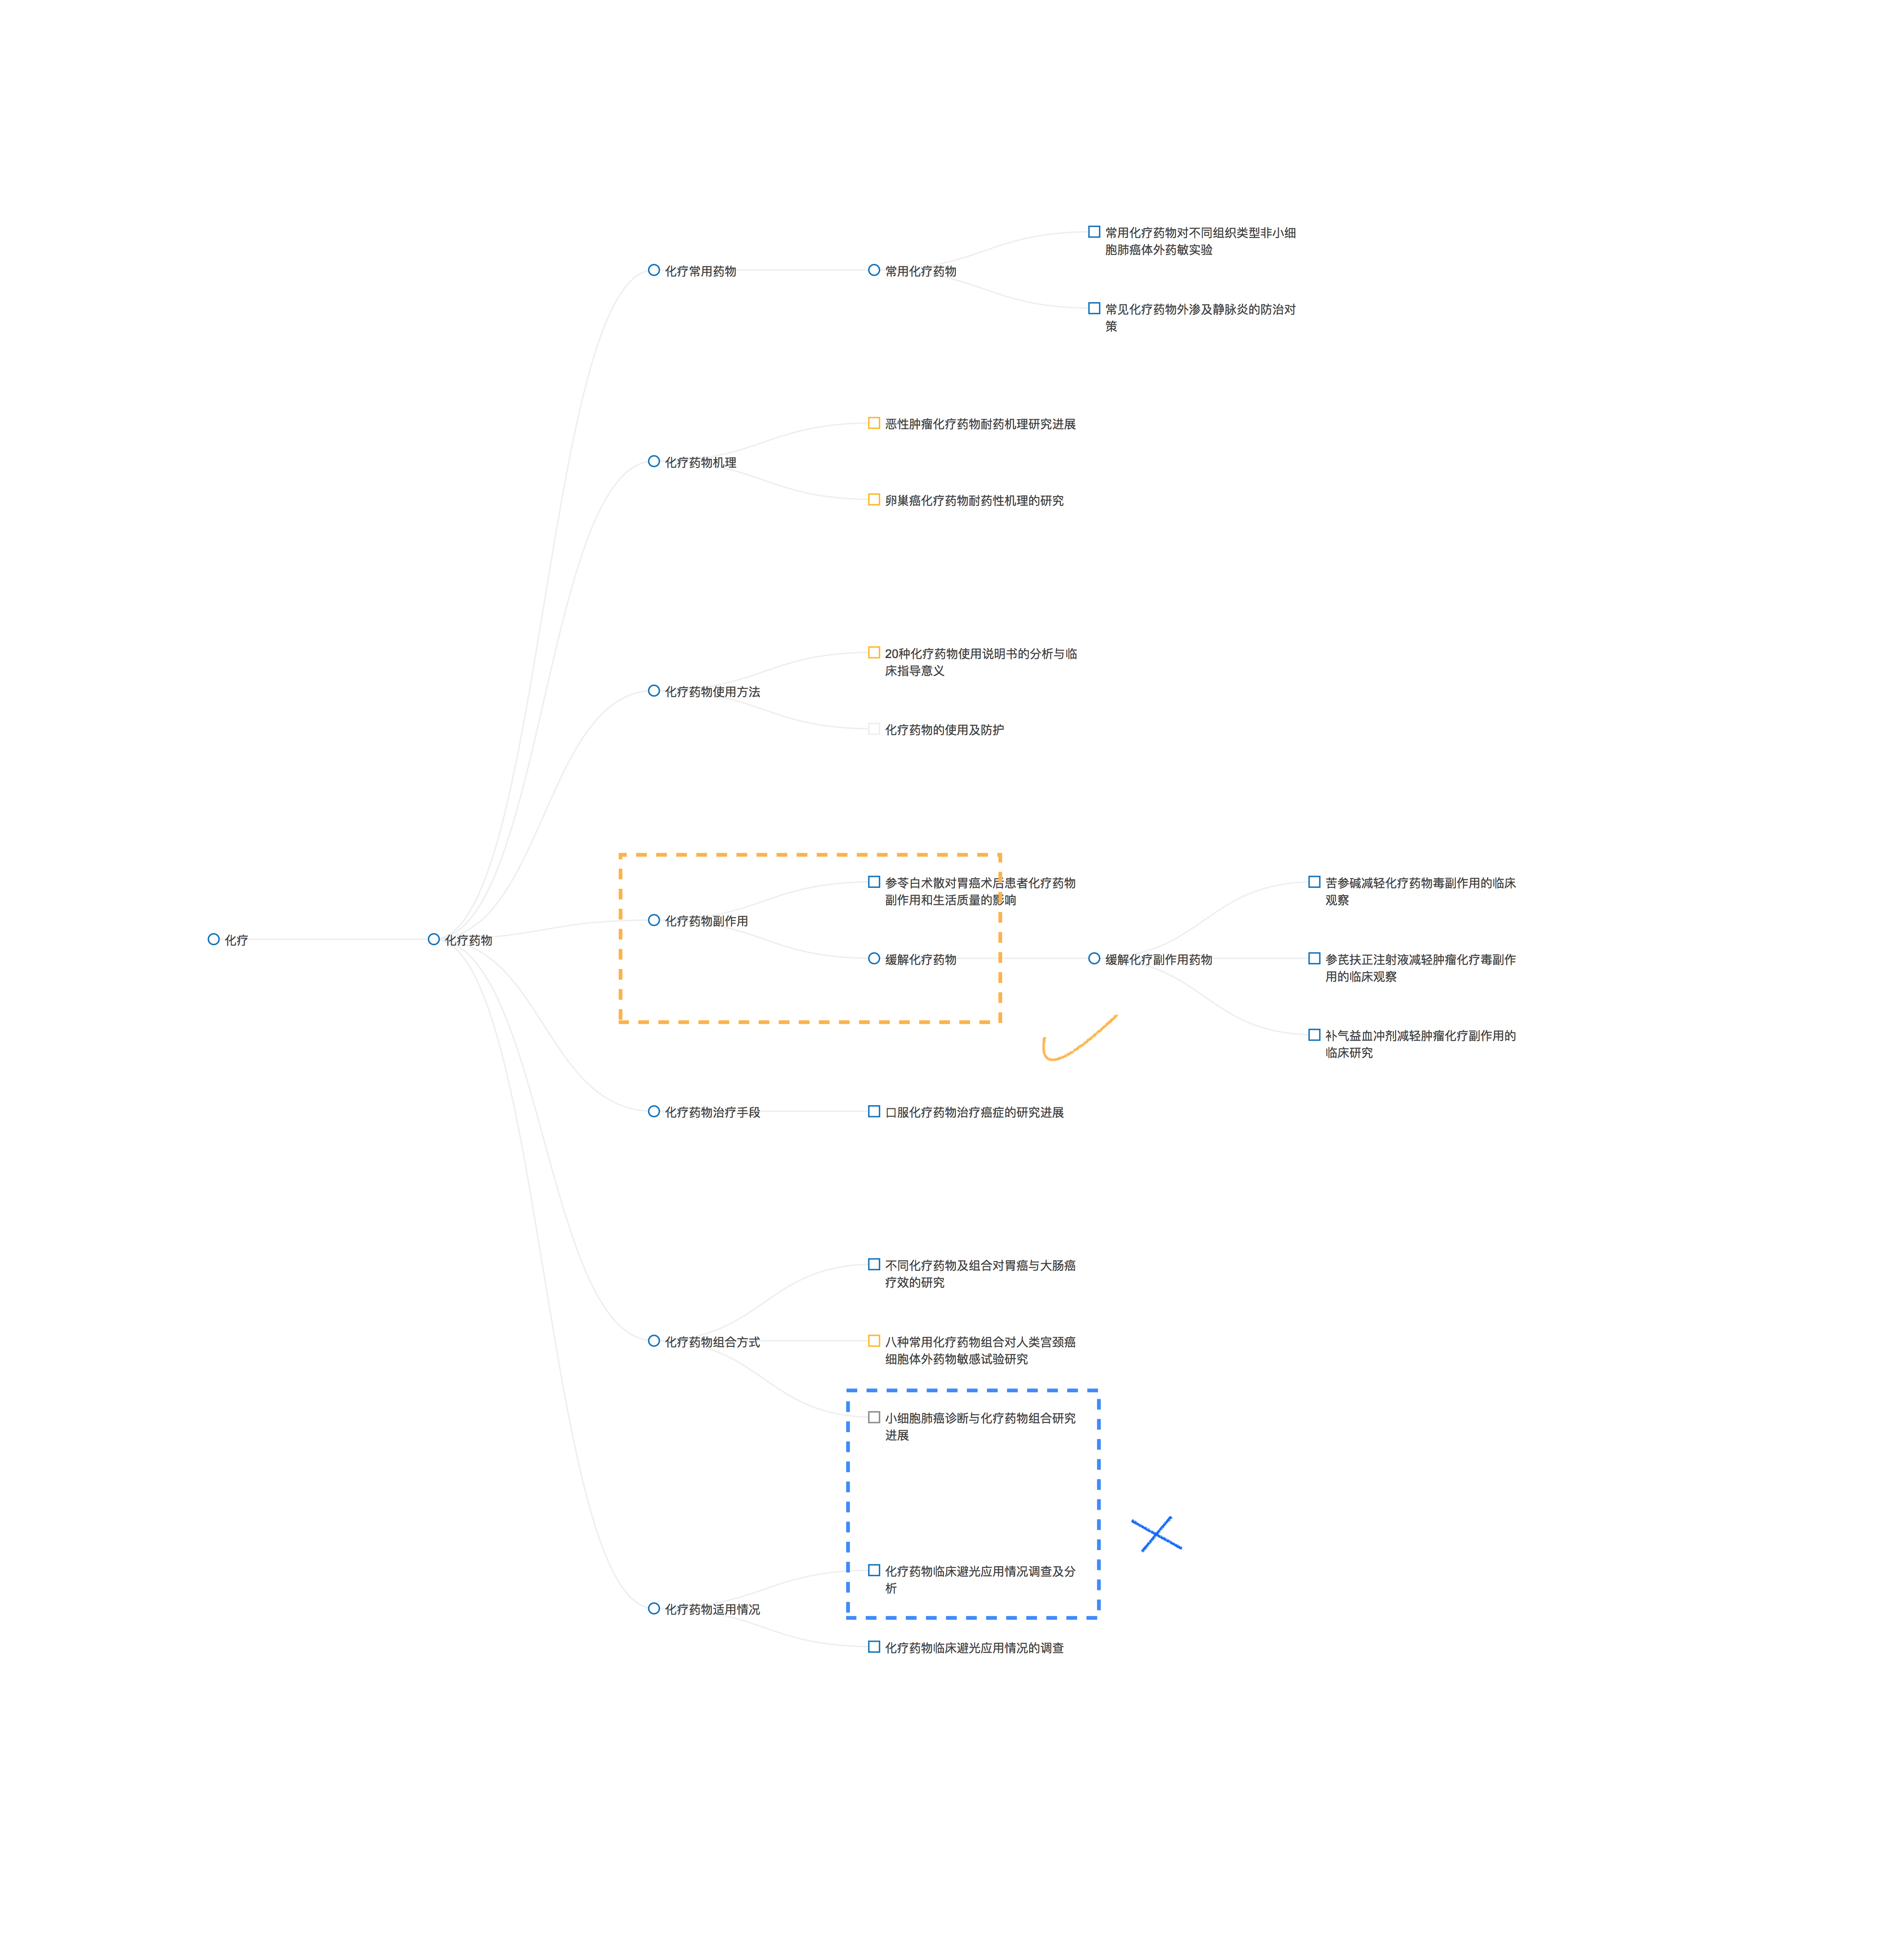 常用化疗药物对不同组织类型非小细
胞肺癌体外药敏实验
化疗常用药物
常用化疗药物
常见化疗药物外渗及静脉炎的防治对
策
恶性肿瘤化疗药物耐药机理研究进展
化疗药物机理
卵巢癌化疗药物耐药性机理的研究
20种化疗药物使用说明书的分析与临
床指导意义
化疗药物使用方法
化疗药物的使用及防护
参苓白术散对胃癌术后患者化疗药物
副作用和生活质量的影响
苦参碱减轻化疗药物毒副作用的临床
观察
化疗药物副作用
化疗
化疗药物
缓解化疗药物
缓解化疗副作用药物
参芪扶正注射液减轻肿瘤化疗毒副作
用的临床观察
补气益血冲剂减轻肿瘤化疗副作用的
临床研究
化疗药物治疗手段
口服化疗药物治疗癌症的研究进展
不同化疗药物及组合对胃癌与大肠癌
疗效的研究
化疗药物组合方式
八种常用化疗药物组合对人类宫颈癌
细胞体外药物敏感试验研究
小细胞肺癌诊断与化疗药物组合研究
进展
化疗药物临床避光应用情况调查及分
析
化疗药物适用情况
化疗药物临床避光应用情况的调查